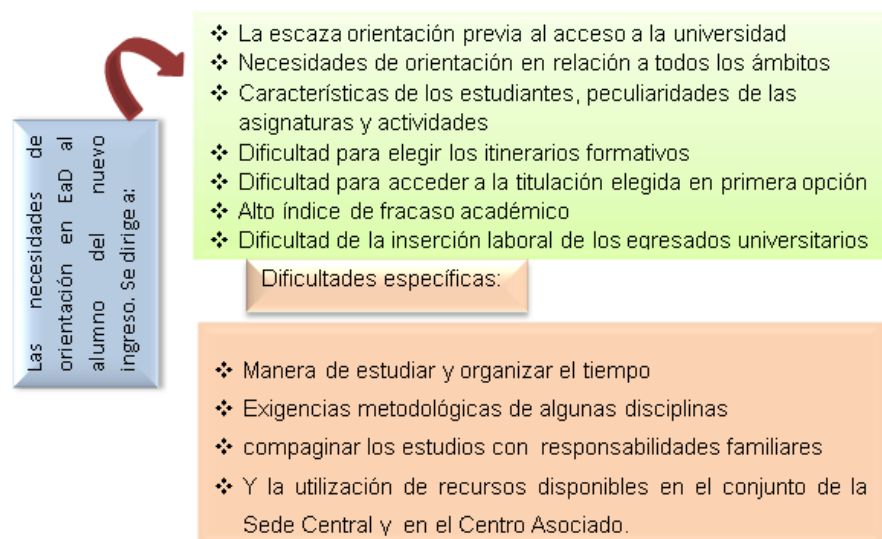 Las necesidades de
orientación en EaD al
alumno del nuevo
ingreso. Se dirige a:
❖ La escaza orientación previa al acceso a la universidad
❖ Necesidades de orientación en relación a todos los ámbitos
❖ Características de los estudiantes, peculiaridades de las
asignaturas y actividades
❖ Dificultad para elegir los itinerarios formativos
❖ Dificultad para acceder a la titulación elegida en primera opción
❖ Alto índice de fracaso académico
❖ Dificultad de la inserción laboral de los egresados universitarios
Dificultades específicas:
❖ Manera de estudiar y organizar el tiempo
❖ Exigencias metodológicas de algunas disciplinas
❖ compaginar los estudios con responsabilidades familiares
❖ Y la utilización de recursos disponibles en el conjunto de la
Sede Central y en el Centro Asociado.